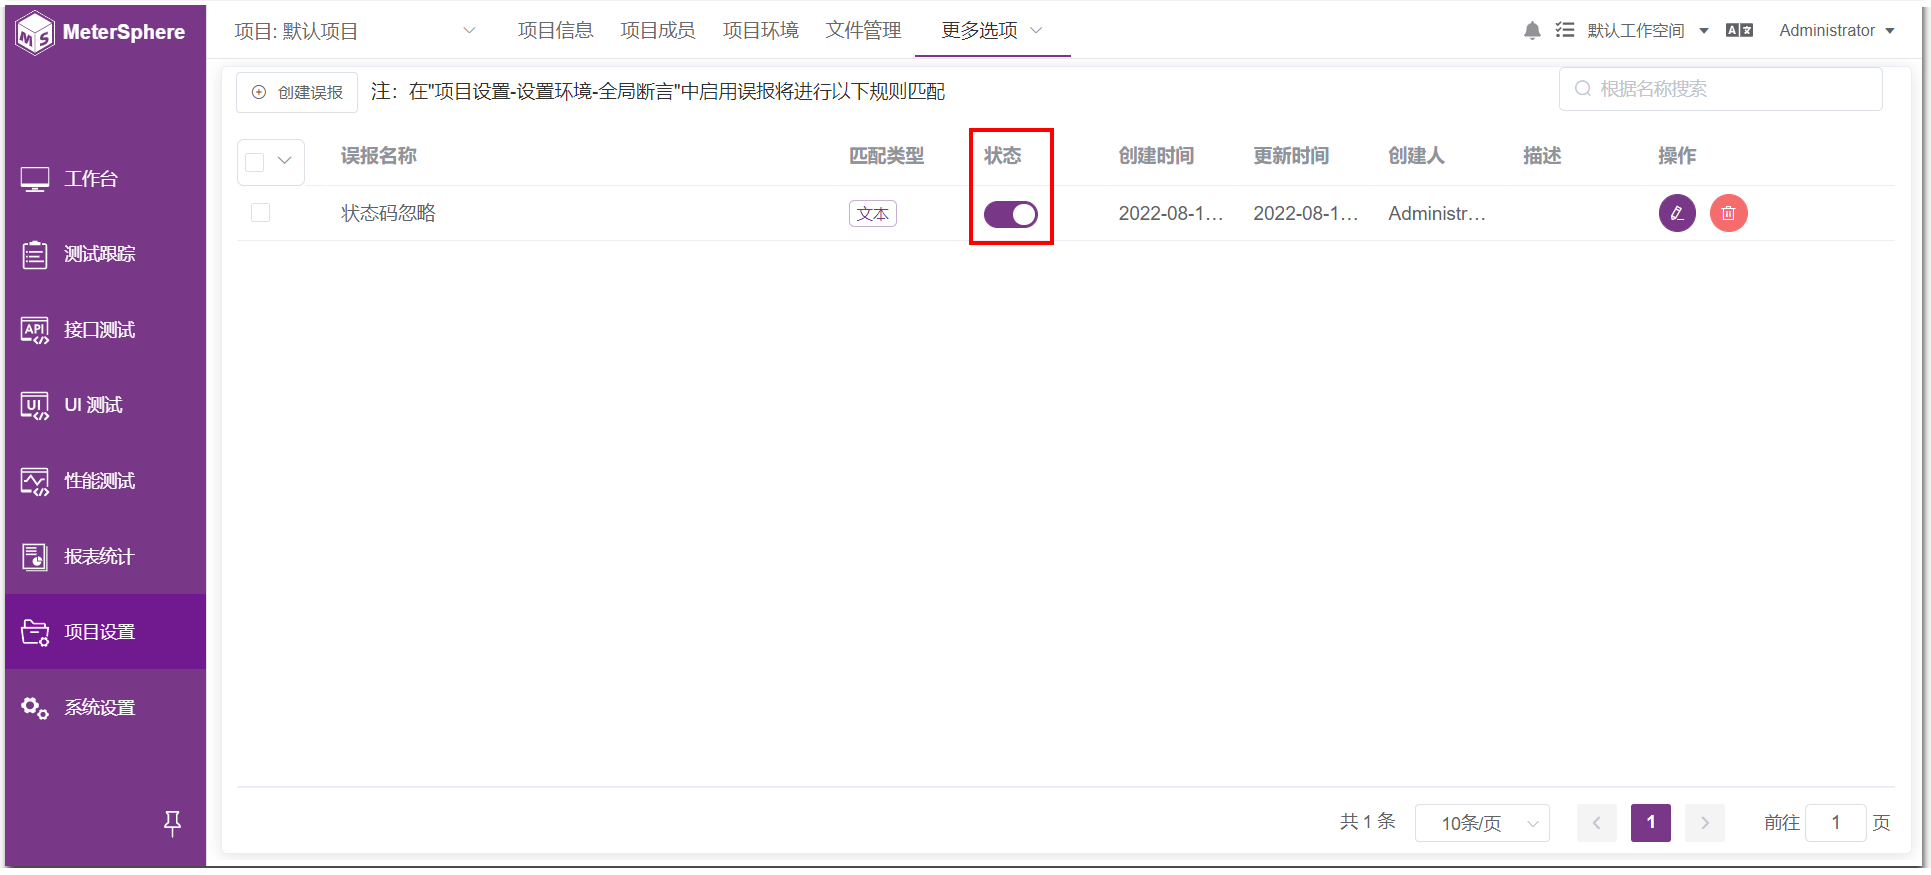 MeterSphere
项目: 默认项目
项目信息
项目成员
项目环境
文件管理
更多选项
默认工作空间
Administrator
工作台
测试跟踪
接口测试
UI 测试
性能测试
报表统计
项目设置
系统设置
创建误报
注：在"项目设置-设置环境-全局断言"中启用误报将进行以下规则匹配
根据名称搜索
误报名称 匹配类型 状态 创建时间 更新时间 创建人 描述 操作
状态码忽略 文本 2022-08-1... 2022-08-1... Administr...
共 1 条 10条/页 1 前往 1 页